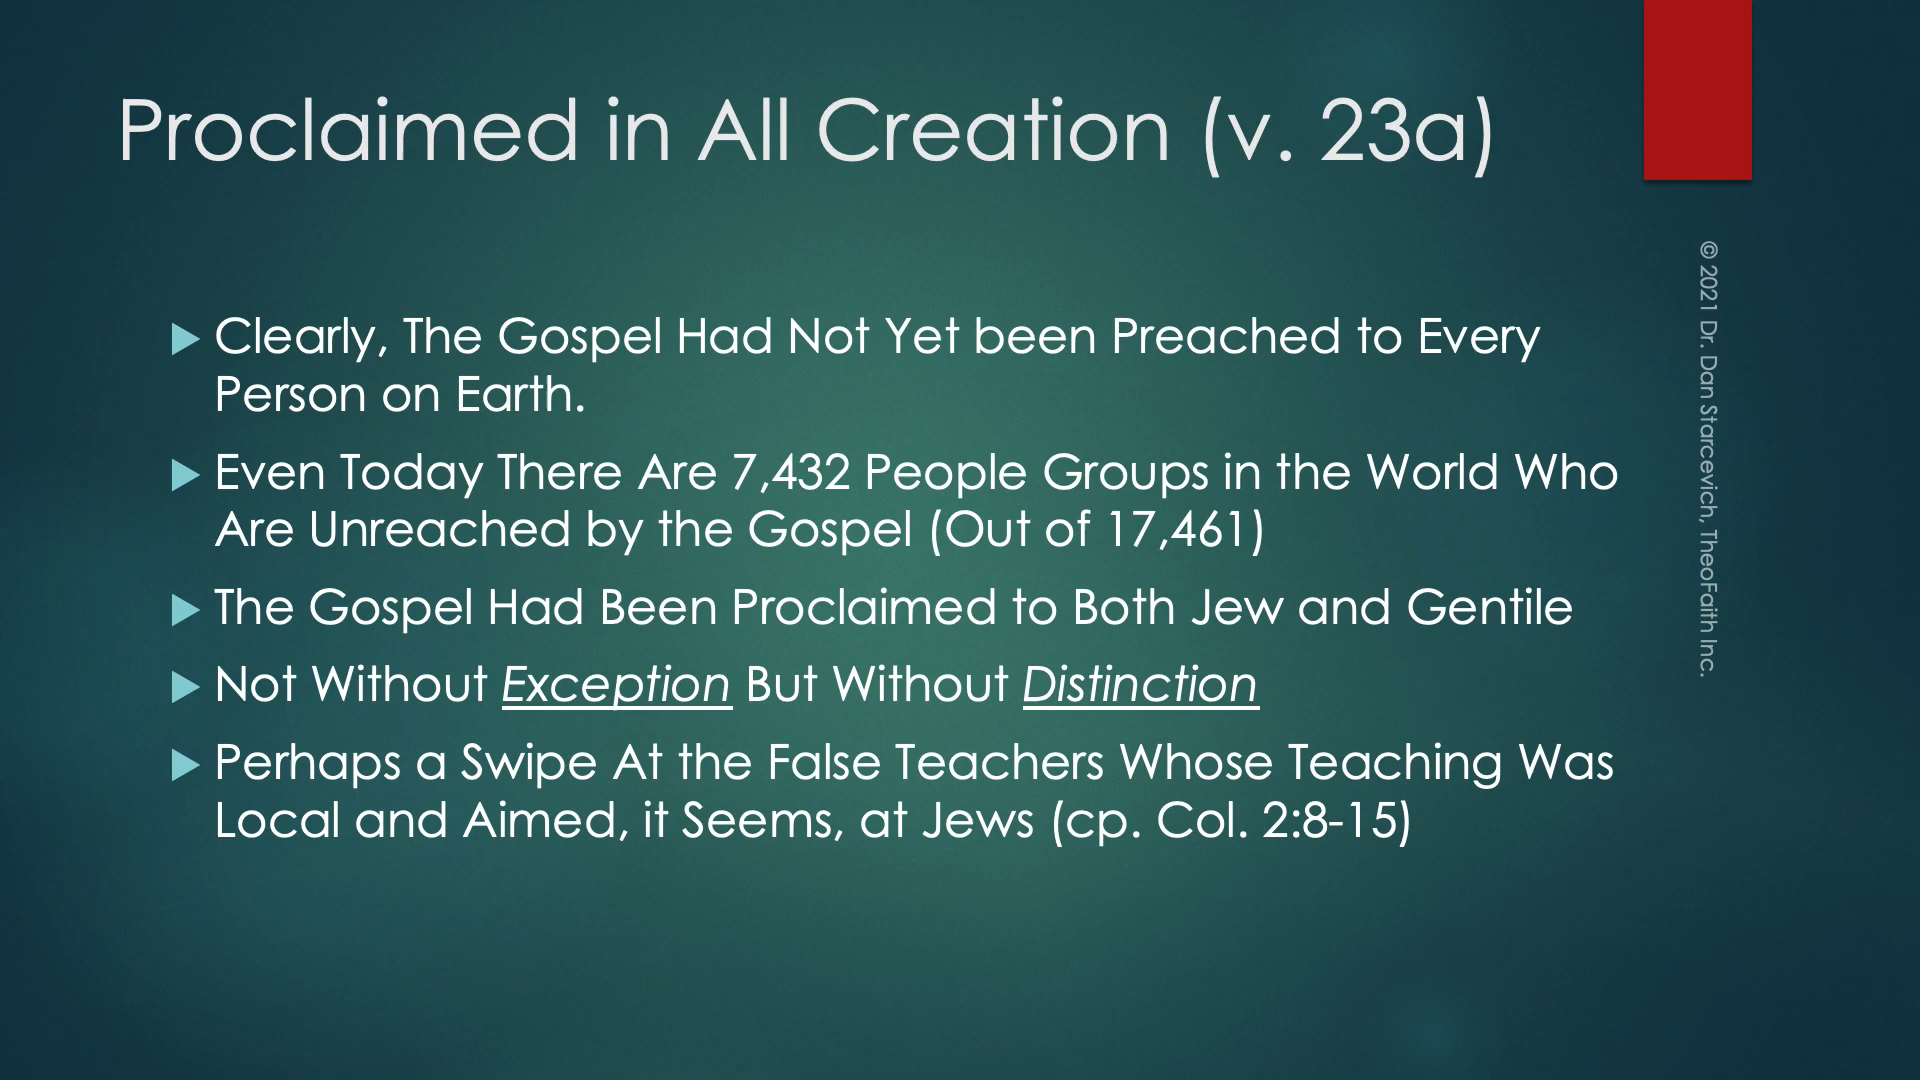 Proclaimed in All Creation (v. 23a)
Clearly, The Gospel Had Not Yet been Preached to Every
Person on Earth.
Even Today There Are 7,432 People Groups in the World Who
Are Unreached by the Gospel (Out of 17,461)
The Gospel Had Been Proclaimed to Both Jew and Gentile
Not Without Exception But Without Distinction
Perhaps a Swipe At the False Teachers Whose Teaching Was
Local and Aimed, it Seems, at Jews (cp. Col. 2:8-15)
© 2021 Dr. Dan Starcevich, TheoFaith Inc.